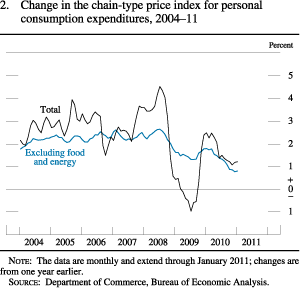 2. Change in the chain-type price index for personal
consumption expenditures, 2004–11
Percent
5
4
3
2
1
+
0
–
1
Total
Excluding food
and energy
2004 2005 2006 2007 2008 2009 2010 2011
NOTE: The data are monthly and extend through January 2011; changes are
from one year earlier.
SOURCE: Department of Commerce, Bureau of Economic Analysis.